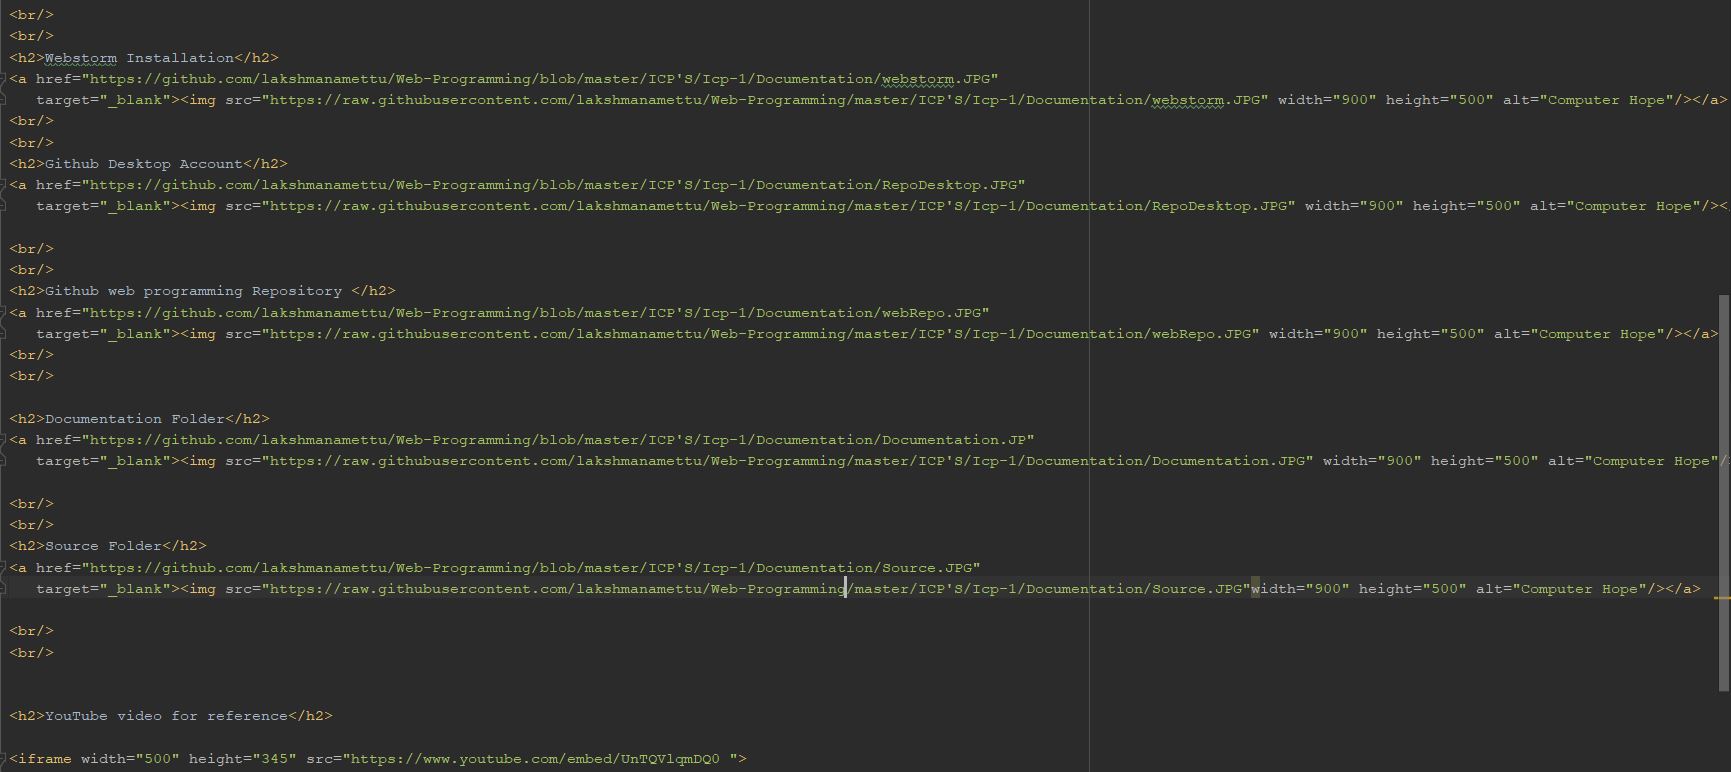 <br/>
<br/>
<h2>Webstorm Installation</h2>
<a href="https://github.com/lakshmanamettu/Web-Programming/blob/master/ICP'S/Icp-1/Documentation/webstorm.JPG"
target="_blank"><img src="https://raw.githubusercontent.com/lakshmanamettu/Web-Programming/master/ICP'S/Icp-1/Documentation/webstorm.JPG" width="900" height="500" alt="Computer Hope"/></a>
<br/>
<br/>
<h2>Github Desktop Account</h2>
<a href="https://github.com/lakshmanamettu/Web-Programming/blob/master/ICP'S/Icp-1/Documentation/RepoDesktop.JPG"
target="_blank"><img src="https://raw.githubusercontent.com/lakshmanamettu/Web-Programming/master/ICP'S/Icp-1/Documentation/RepoDesktop.JPG" width="900" height="500" alt="Computer Hope"/><
<br/>
<br/>
<h2>Github web programming Repository </h2>
<a href="https://github.com/lakshmanamettu/Web-Programming/blob/master/ICP'S/Icp-1/Documentation/webRepo.JPG"
target="_blank"><img src="https://raw.githubusercontent.com/lakshmanamettu/Web-Programming/master/ICP'S/Icp-1/Documentation/webRepo.JPG" width="900" height="500" alt="Computer Hope"/></a>
<br/>
<br/>
<h2>Documentation Folder</h2>
<a href="https://github.com/lakshmanamettu/Web-Programming/blob/master/ICP'S/Icp-1/Documentation/Documentation.JP"
target="_blank"><img src="https://raw.githubusercontent.com/lakshmanamettu/Web-Programming/master/ICP'S/Icp-1/Documentation/Documentation.JPG" width="900" height="500" alt="Computer Hope"/
<br/>
<br/>
<h2>Source Folder</h2>
<a href="https://github.com/lakshmanamettu/Web-Programming/blob/master/ICP'S/Icp-1/Documentation/Source.JPG"
target="_blank"><img src="https://raw.githubusercontent.com/lakshmanamettu/Web-Programming/master/ICP'S/Icp-1/Documentation/Source.JPG"width="900" height="500" alt="Computer Hope"/></a>
<br/>
<br/>
<h2>YouTube video for reference</h2>
<iframe width="500" height="345" src="https://www.youtube.com/embed/UnTQVlqmDQ0 ">